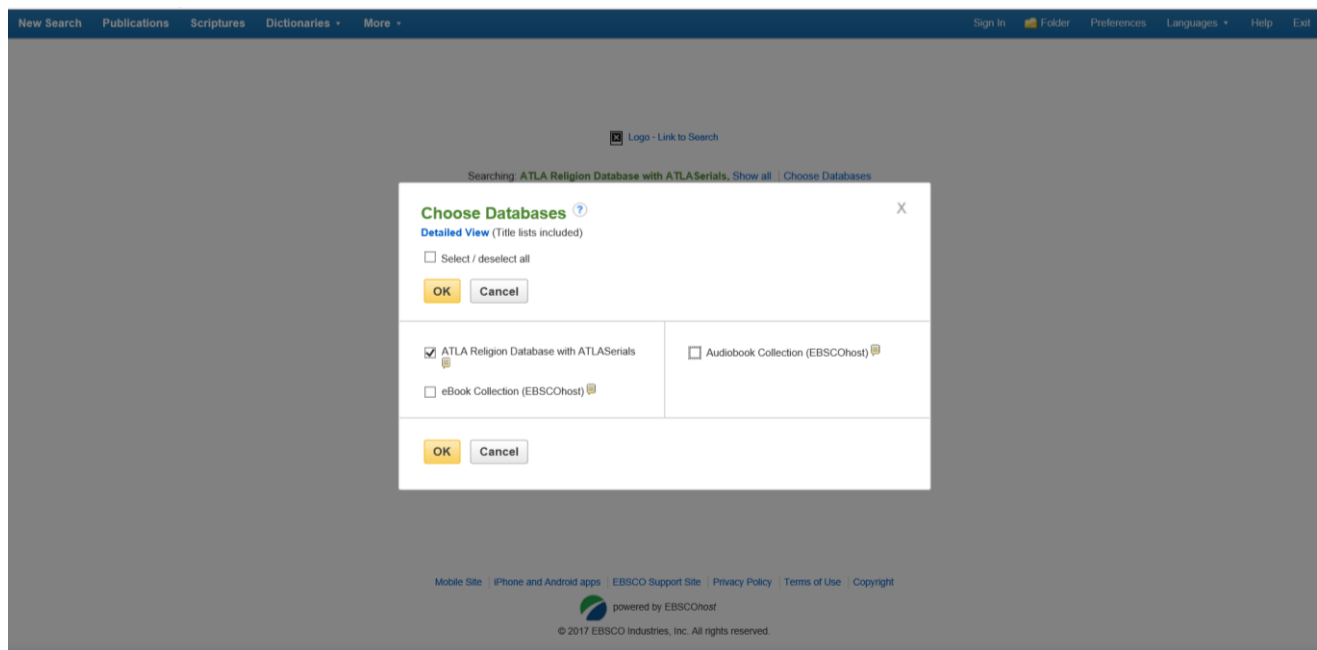 New Search Publications Scriptures Dictionaries More Sign In Folder Preferences Languages Help Exit
Logo - Link to Search
Searching: ATLA Religion Database with ATLASerials, Show all | Choose Databases
Choose Databases ? X
Detailed View (Title lists included)
Select / deselect all
OK Cancel
ATLA Religion Database with ATLASerials Audiobook Collection (EBSCOhost)
eBook Collection (EBSCOhost)
OK Cancel
Mobile Site | iPhone and Android apps | EBSCO Support Site | Privacy Policy | Terms of Use | Copyright
powered by EBSCOhost
© 2017 EBSCO Industries, Inc. All rights reserved.